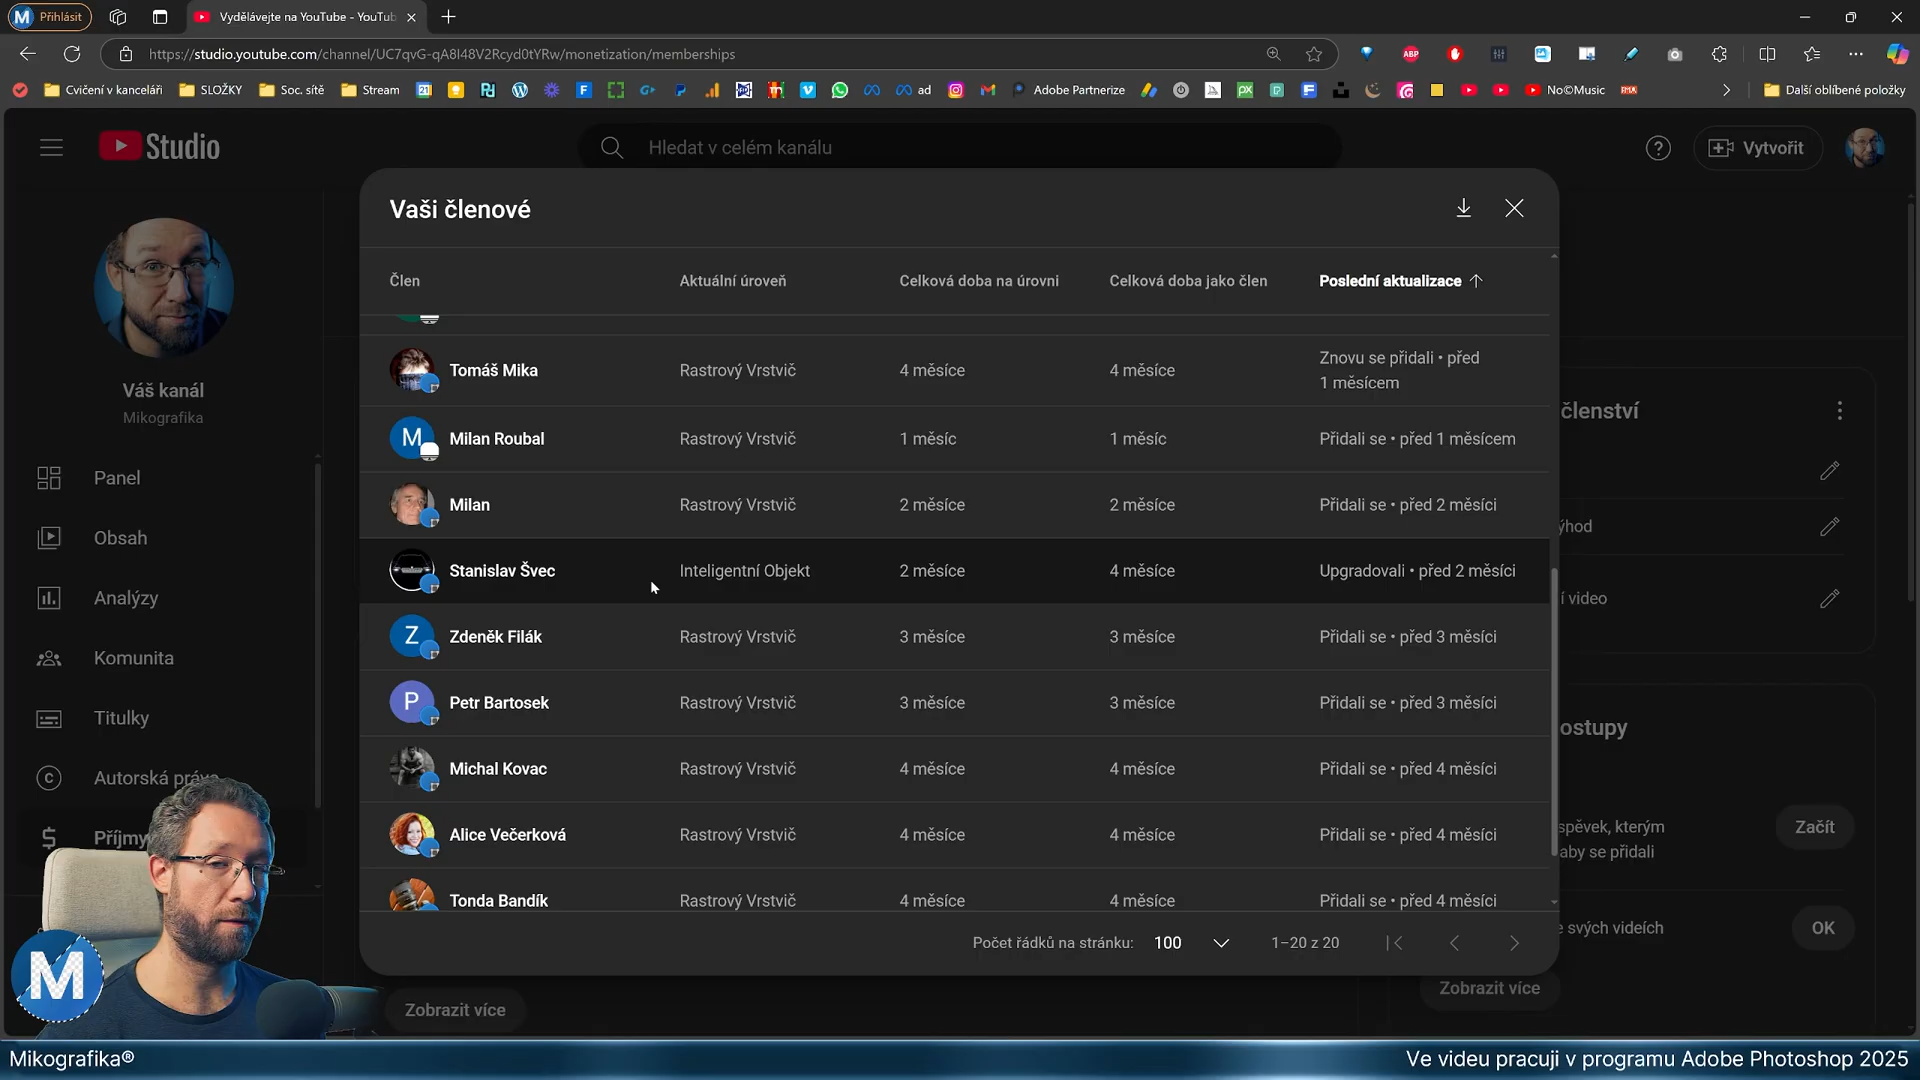 M Přihlásit
Vydělávejte na YouTube - YouTub
https://studio.youtube.com/channel/UC7qvG-qA8I48V2Rcyd0tYRw/monetization/memberships
Cvičení v kanceláři
SLOŽKY
Soc. sítě
Stream
ad
Adobe Partnerize
No©Music
Další oblíbené položky
Studio
Hledat v celém kanálu
Vytvořit
Váš kanál
Mikografika
Panel
Obsah
Analýzy
Komunita
Titulky
Autorská práva
Příjmy
Vaši členové
Člen
Aktuální úroveň
Celková doba na úrovni
Celková doba jako člen
Poslední aktualizace
Tomáš Mika
Rastrový Vrstvič
4 měsíce
4 měsíce
Znovu se přidali • před
1 měsícem
M
Milan Roubal
Rastrový Vrstvič
1 měsíc
1 měsíc
Přidali se • před 1 měsícem
Milan
Rastrový Vrstvič
2 měsíce
2 měsíce
Přidali se • před 2 měsíci
Stanislav Švec
Inteligentní Objekt
2 měsíce
4 měsíce
Upgradovali • před 2 měsíci
Z
Zdeněk Filák
Rastrový Vrstvič
3 měsíce
3 měsíce
Přidali se • před 3 měsíci
P
Petr Bartosek
Rastrový Vrstvič
3 měsíce
3 měsíce
Přidali se • před 3 měsíci
Michal Kovac
Rastrový Vrstvič
4 měsíce
4 měsíce
Přidali se • před 4 měsíci
Alice Večerková
Rastrový Vrstvič
4 měsíce
4 měsíce
Přidali se • před 4 měsíci
Tonda Bandík
Rastrový Vrstvič
4 měsíce
4 měsíce
Přidali se • před 4 měsíci
Počet řádků na stránku:
100
1–20 z 20
členství
ýhod
í video
ostupy
spěvek, kterým
aby se přidali
Začít
e svých videích
OK
Zobrazit více
Zobrazit více
M
Mikografika®
Ve videu pracuji v programu Adobe Photoshop 2025